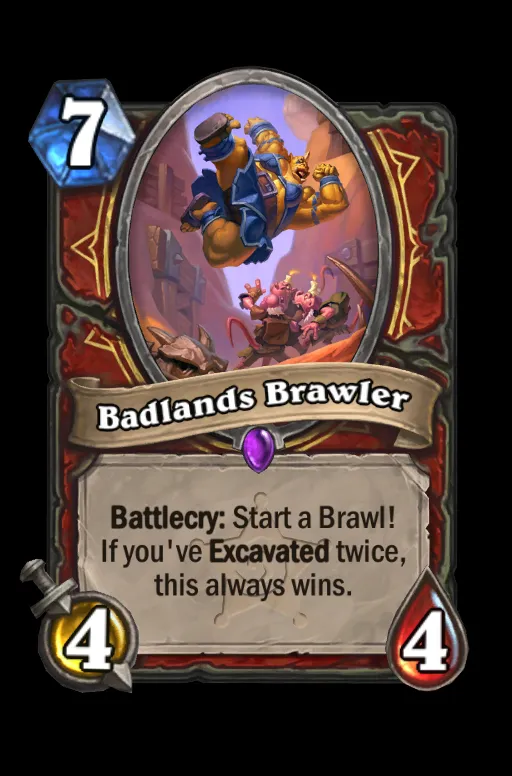 7
Badlands Brawler
Battlecry: Start a Brawl!
If you've Excavated twice,
this always wins.
4
4